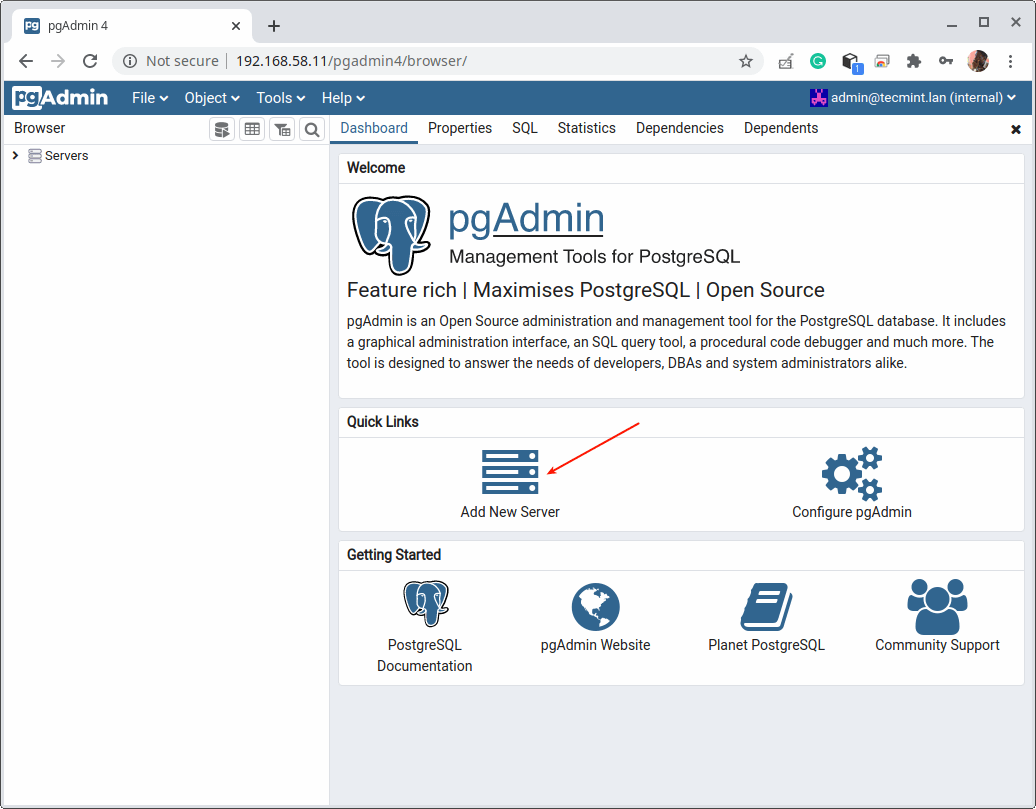 pgAdmin 4
Not secure | 192.168.58.11/pgadmin4/browser/
1
pgAdmin File Object Tools Help admin@tecmint.lan (internal)
Browser Dashboard Properties SQL Statistics Dependencies Dependents
Servers
Welcome
pgAdmin
Management Tools for PostgreSQL
Feature rich | Maximises PostgreSQL | Open Source
pgAdmin is an Open Source administration and management tool for the PostgreSQL database. It includes
a graphical administration interface, an SQL query tool, a procedural code debugger and much more. The
tool is designed to answer the needs of developers, DBAs and system administrators alike.
Quick Links
Add New Server
Configure pgAdmin
Getting Started
PostgreSQL
Documentation
pgAdmin Website
Planet PostgreSQL
Community Support